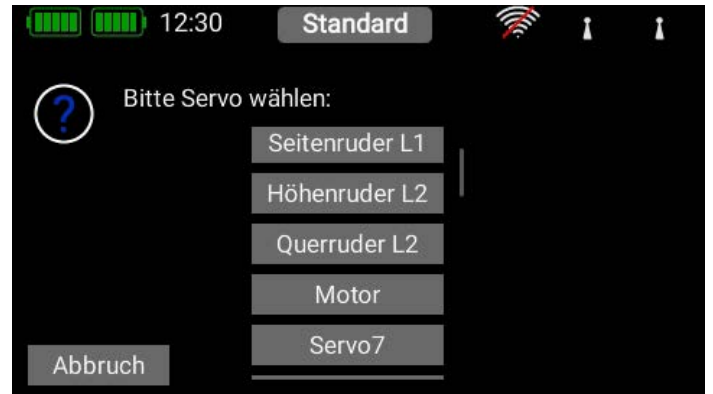 12:30 Standard
?
Bitte Servo wählen:
Seitenruder L1
Höhenruder L2
Querruder L2
Motor
Servo7
Abbruch